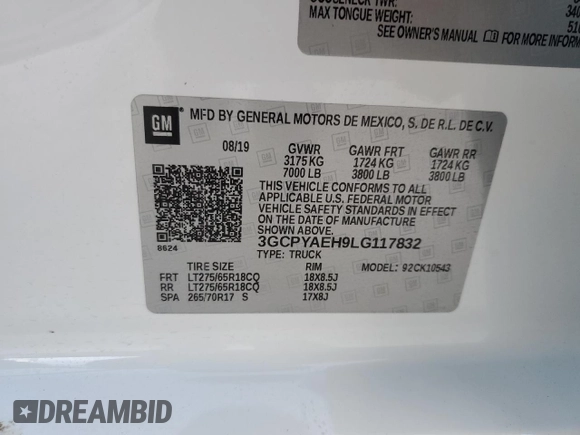 340
MAX TONGUE WEIGHT:
SEE OWNER'S MANUAL FOR MORE INFORM
GM
MFD BY GENERAL MOTORS DE MEXICO, S. DE R.L. DE C.V.
08/19 GVWR GAWR FRT GAWR RR
3175 KG 1724 KG 1724 KG
7000 LB 3800 LB 3800 LB
THIS VEHICLE CONFORMS TO ALL
APPLICABLE U.S. FEDERAL MOTOR
VEHICLE SAFETY STANDARDS IN
EFFECT ON THE DATE OF MANUFACTURE
SHOWN ABOVE.
3GCPYAEH9LG117832
8624
TYPE: TRUCK
TIRE SIZE RIM MODEL: 92CK10543
FRT LT275/65R18CQ 18X8.5J
RR LT275/65R18CQ 18X8.5J
SPA 265/70R17 S 17X8J
DREAMBID